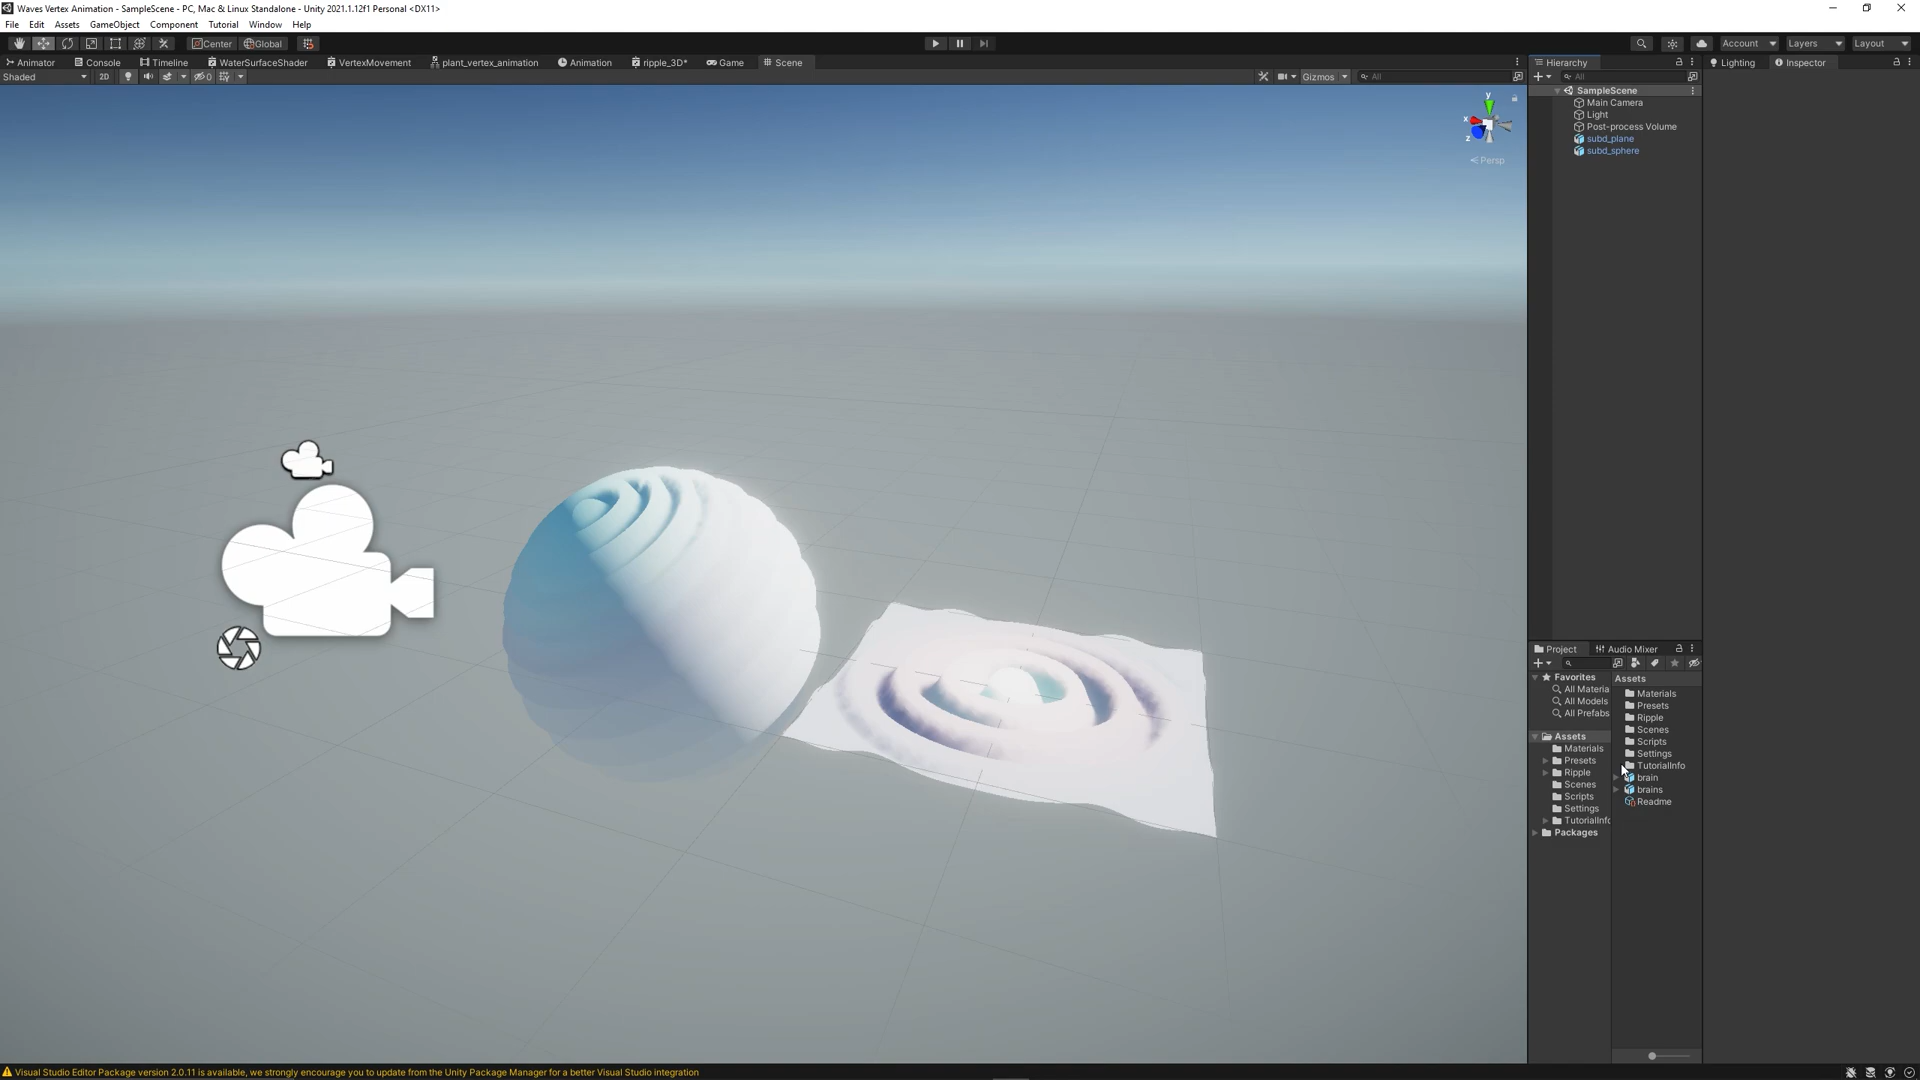 Waves Vertex Animation - SampleScene - PC, Mac & Linux Standalone - Unity 2021.1.12f1 Personal <DX11>
File Edit Assets GameObject Component Tutorial Window Help
Center Global Account Layers Layout
Animator Console Timeline WaterSurfaceShader VertexMovement plant_vertex_animation Animation ripple_3D* Game Scene
Shaded 2D 0 Gizmos All
y
x
z
< Persp
Hierarchy
All
SampleScene
Main Camera
Light
Post-process Volume
subd_plane
subd_sphere
Lighting Inspector
Project Audio Mixer
Favorites
All Materia
All Models
All Prefabs
Assets
Materials
Presets
Ripple
Scenes
Scripts
Settings
TutorialInfo
Packages
Assets
Materials
Presets
Ripple
Scenes
Scripts
Settings
TutorialInfo
brain
brains
Readme
Visual Studio Editor Package version 2.0.11 is available, we strongly encourage you to update from the Unity Package Manager for a better Visual Studio integration